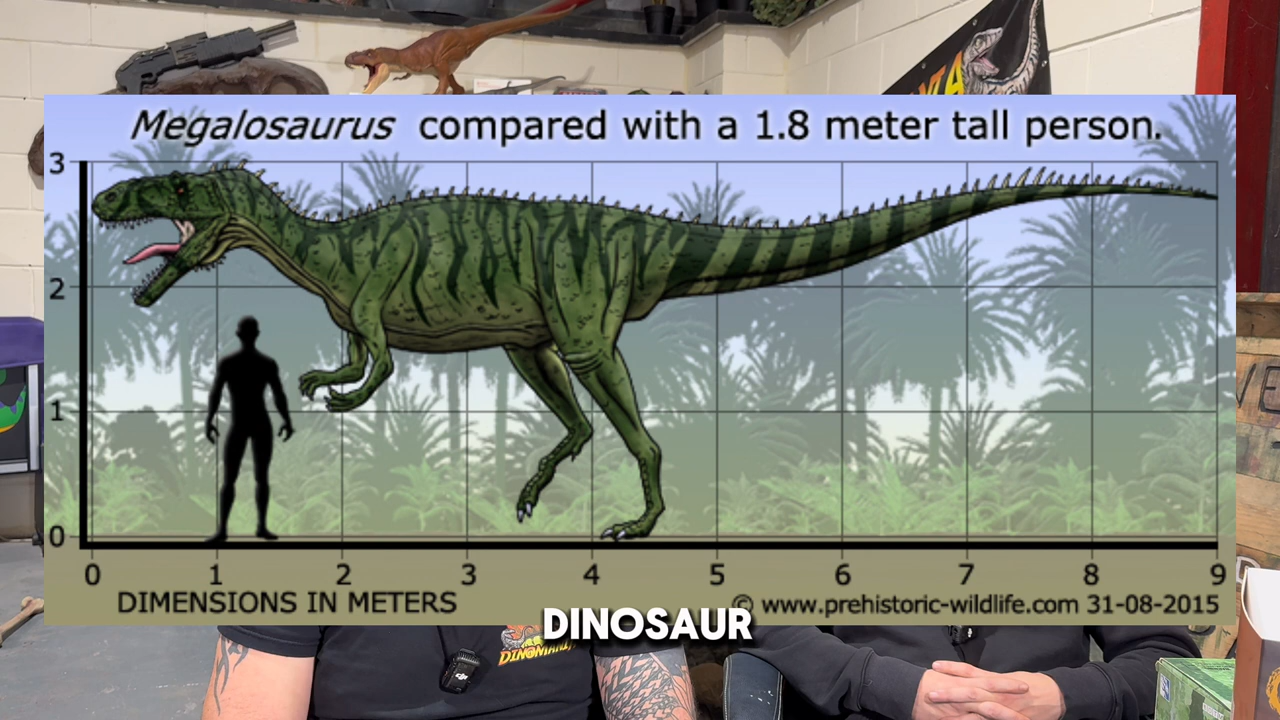 Megalosaurus compared with a 1.8 meter tall person.
3
2
1
0
0 1 2 3 4 5 6 7 8 9
DIMENSIONS IN METERS
© www.prehistoric-wildlife.com 31-08-2015
DINOSAUR
DINOMANIA